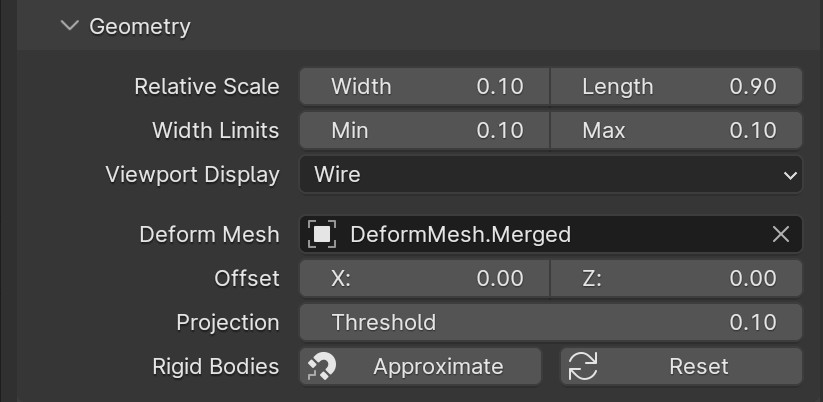 Geometry
Relative Scale Width 0.10 Length 0.90
Width Limits Min 0.10 Max 0.10
Viewport Display Wire
Deform Mesh DeformMesh.Merged
Offset X: 0.00 Z: 0.00
Projection Threshold 0.10
Rigid Bodies Approximate Reset